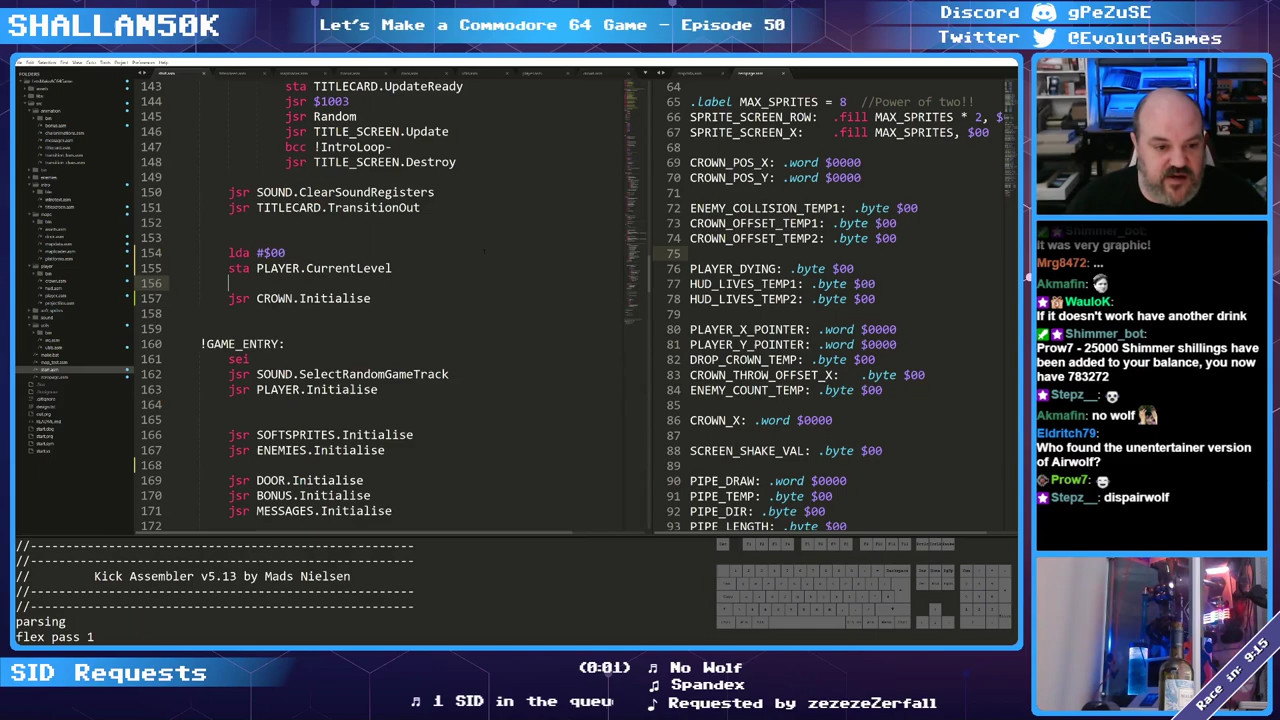 SHALLAN50K
Let's Make a Commodore 64 Game - Episode 50
Discord gPeZuSE
Twitter @EvoluteGames
FOLDERS
143 sta TITLECARD.UpdateReady
144 jsr $1003
145 jsr Random
146 jsr TITLE_SCREEN.Update
147 bcc !IntroLoop-
148 jsr TITLE_SCREEN.Destroy
149
150 jsr SOUND.ClearSoundRegisters
151 jsr TITLECARD.TransitionOut
152
153
154 lda #$00
155 sta PLAYER.CurrentLevel
156
157 jsr CROWN.Initialise
158
159
160 !GAME_ENTRY:
161 sei
162 jsr SOUND.SelectRandomGameTrack
163 jsr PLAYER.Initialise
164
165
166 jsr SOFTSPRITES.Initialise
167 jsr ENEMIES.Initialise
168
169 jsr DOOR.Initialise
170 jsr BONUS.Initialise
171 jsr MESSAGES.Initialise
172
64
65 .label MAX_SPRITES = 8 //Power of two!!
66 SPRITE_SCREEN_ROW: .fill MAX_SPRITES * 2, $
67 SPRITE_SCREEN_X: .fill MAX_SPRITES, $00
68
69 CROWN_POS_X: .word $0000
70 CROWN_POS_Y: .word $0000
71
72 ENEMY_COLLISION_TEMP1: .byte $00
73 CROWN_OFFSET_TEMP1: .byte $00
74 CROWN_OFFSET_TEMP2: .byte $00
75
76 PLAYER_DYING: .byte $00
77 HUD_LIVES_TEMP1: .byte $00
78 HUD_LIVES_TEMP2: .byte $00
79
80 PLAYER_X_POINTER: .word $0000
81 PLAYER_Y_POINTER: .word $0000
82 DROP_CROWN_TEMP: .byte $00
83 CROWN_THROW_OFFSET_X: .byte $00
84 ENEMY_COUNT_TEMP: .byte $00
85
86 CROWN_X: .word $0000
87
88 SCREEN_SHAKE_VAL: .byte $00
89
90 PIPE_DRAW: .word $0000
91 PIPE_TEMP: .byte $00
92 PIPE_DIR: .byte $00
93 PIPE_LENGTH: .byte $00
//------------------------------------------------------
//------------------------------------------------------
// Kick Assembler v5.13 by Mads Nielsen
//------------------------------------------------------
//------------------------------------------------------
parsing
flex pass 1
Shimmer_bot:
It was very graphic!
Mrg8472: ...
Akmafin:
WauloK:
If it doesn't work have another drink
Shimmer_bot:
Prow7 - 25000 Shimmer shillings have
been added to your balance, you now
have 783272
Stepz__:
Akmafin: no wolf
Eldritch79:
Who found the unentertainer version
of Airwolf?
Prow7:
Stepz__: dispairwolf
SID Requests
(0:01) ♫ No Wolf
♫ Spandex
♫ 1 SID in the queu
♪ Requested by zezezeZerfall
Race in: 9:15